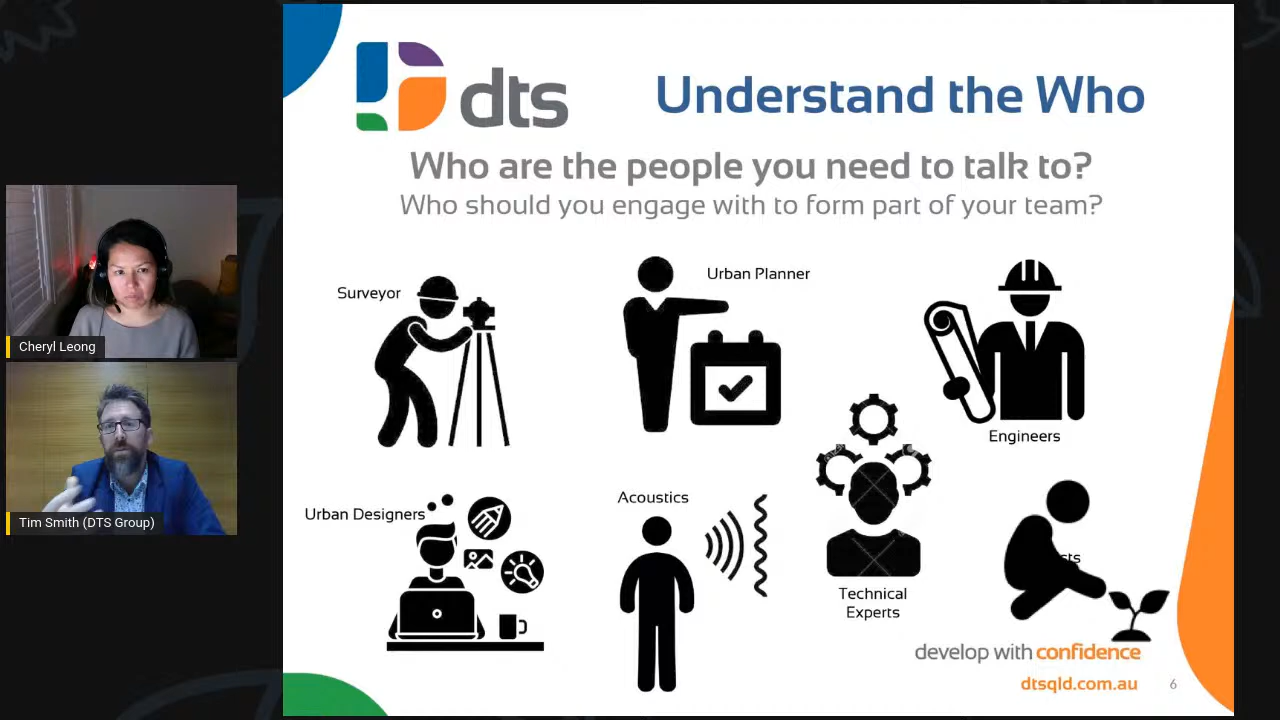 dts
Understand the Who
Who are the people you need to talk to?
Who should you engage with to form part of your team?
Surveyor
Urban Planner
Engineers
Cheryl Leong
Urban Designers
Acoustics
Technical
Experts
Tim Smith (DTS Group)
develop with confidence
dtsqld.com.au
6